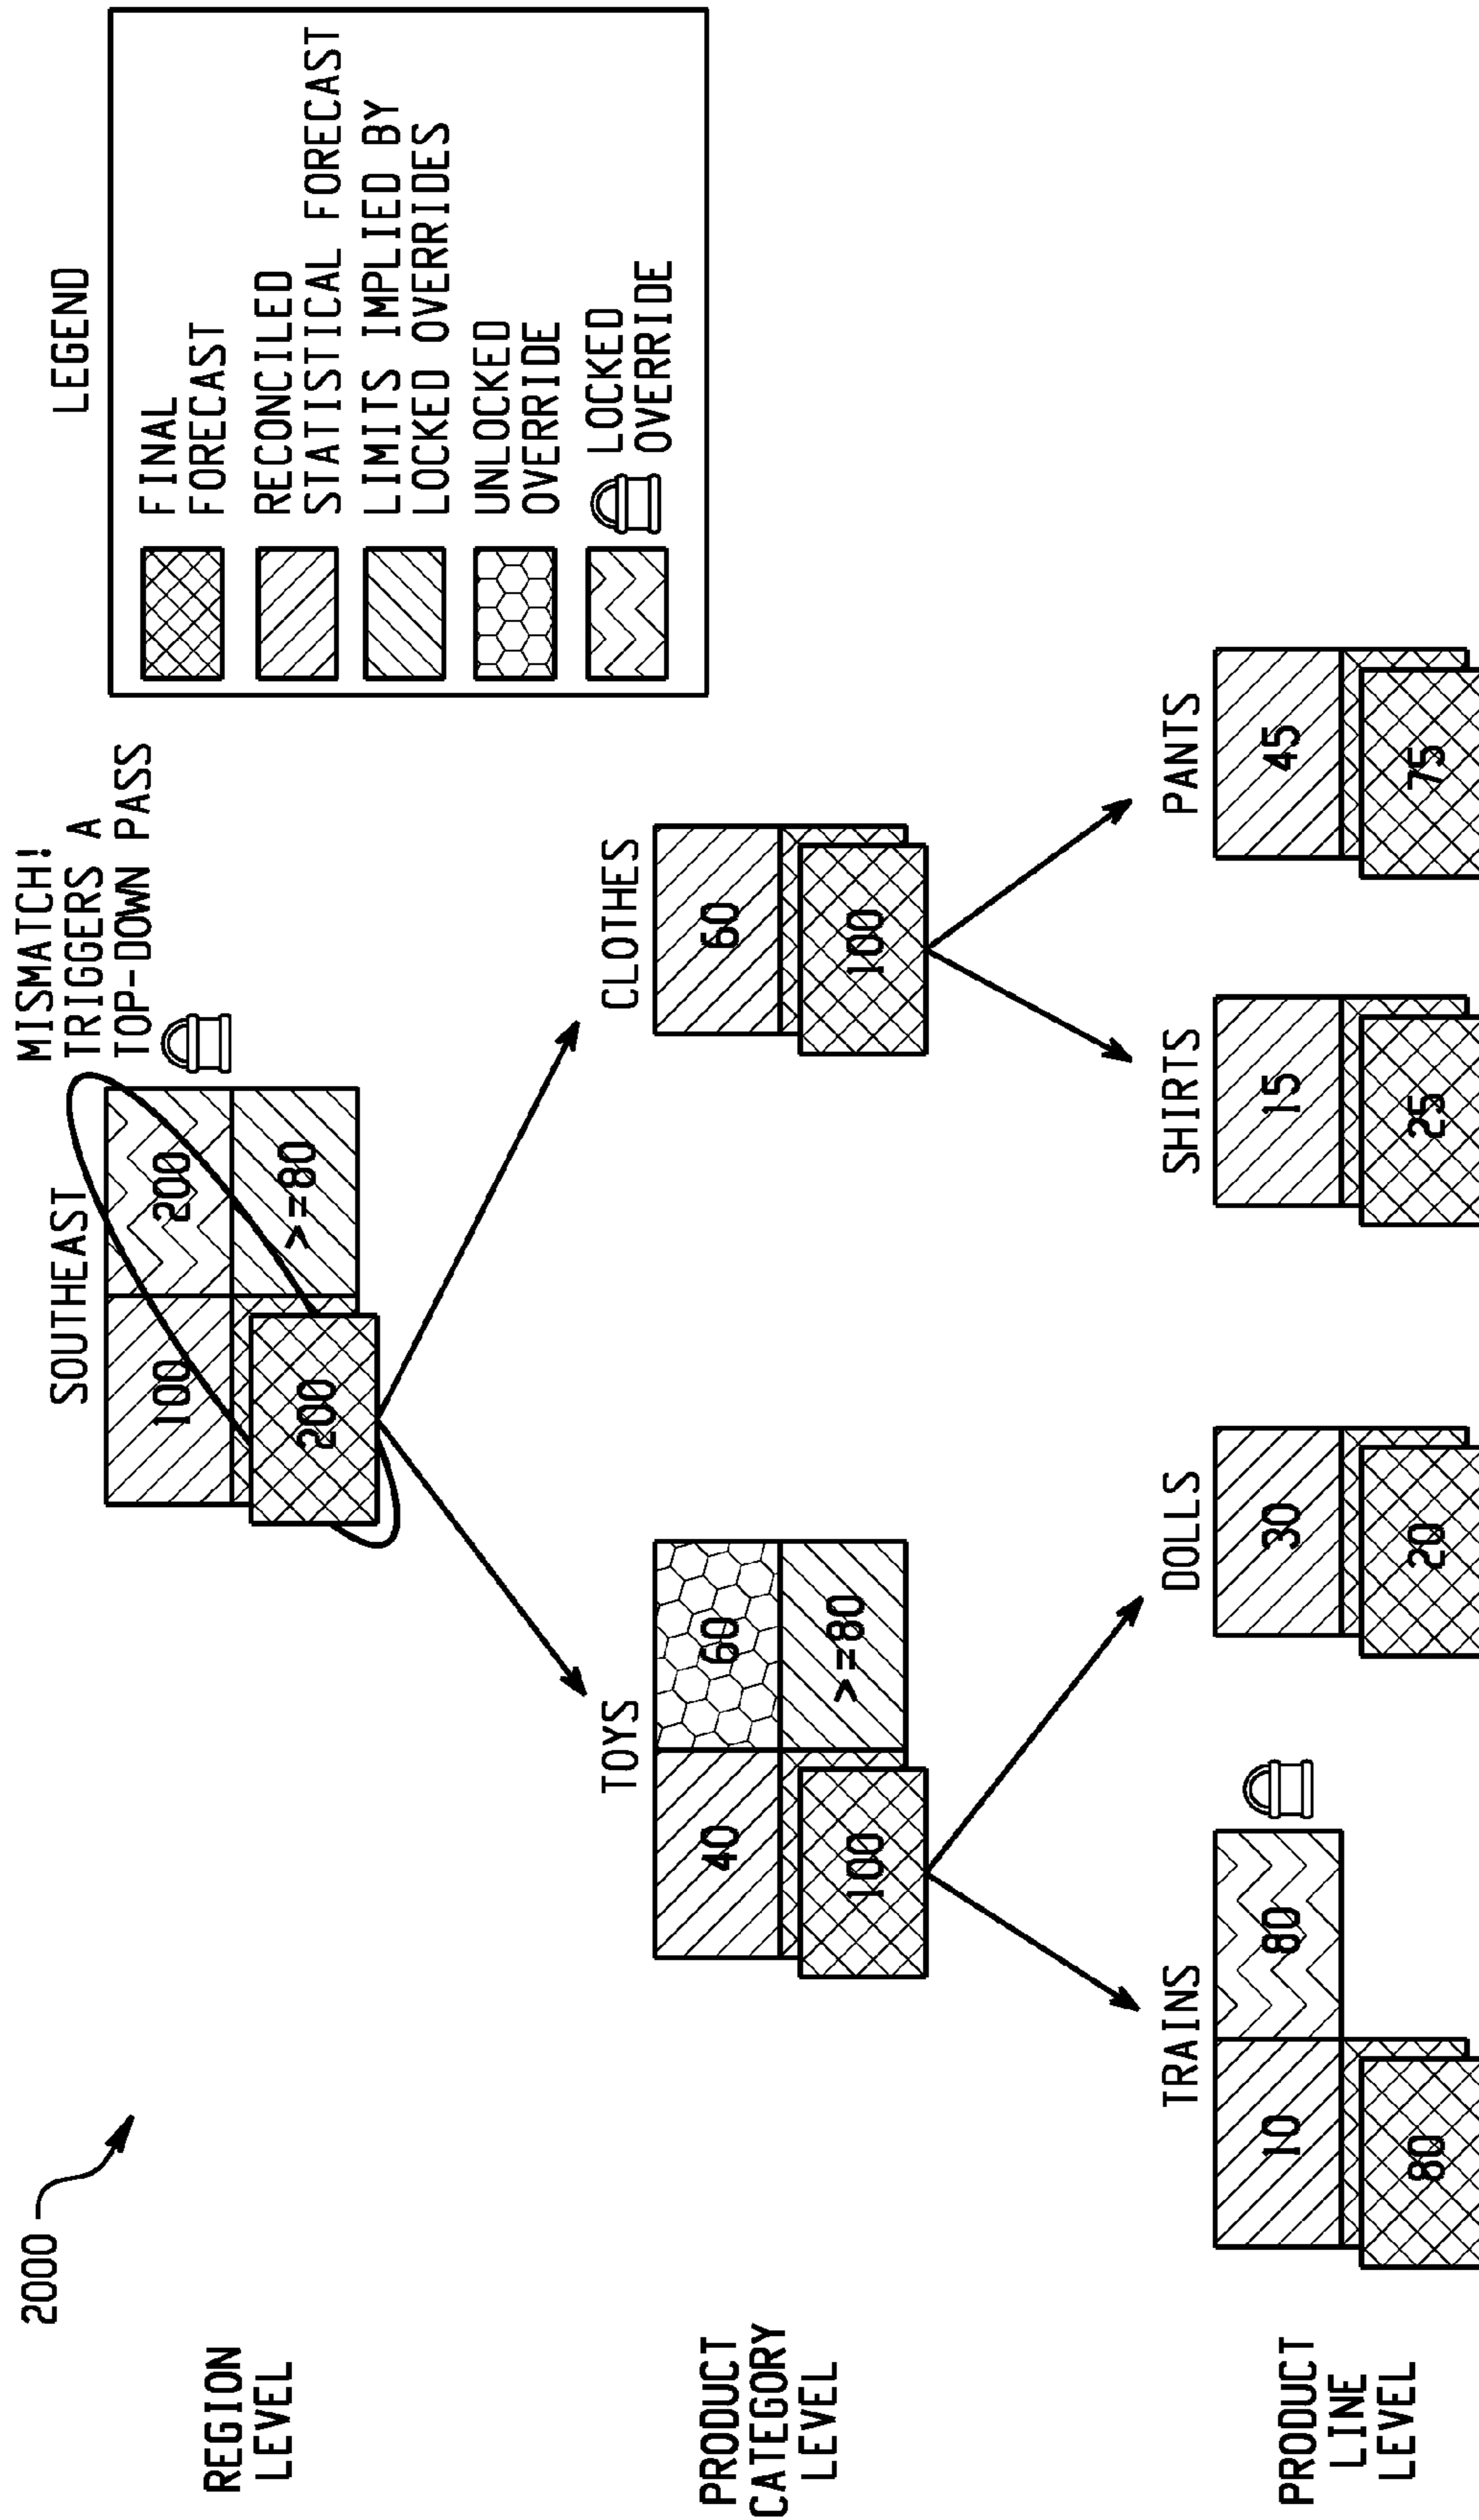 2000
MISMATCH!
TRIGGERS A
TOP-DOWN PASS
LEGEND
FINAL
FORECAST
RECONCILED
STATISTICAL FORECAST
LIMITS IMPLIED BY
LOCKED OVERRIDES
UNLOCKED
OVERRIDE
LOCKED
OVERRIDE
REGION
LEVEL
SOUTHEAST
100 200
200 >=80
PRODUCT
CATEGORY
LEVEL
TOYS
40 60
100 >=80
CLOTHES
60
100
PRODUCT
LINE
LEVEL
TRAINS
10 80
80
DOLLS
30
20
SHIRTS
15
25
PANTS
45
75